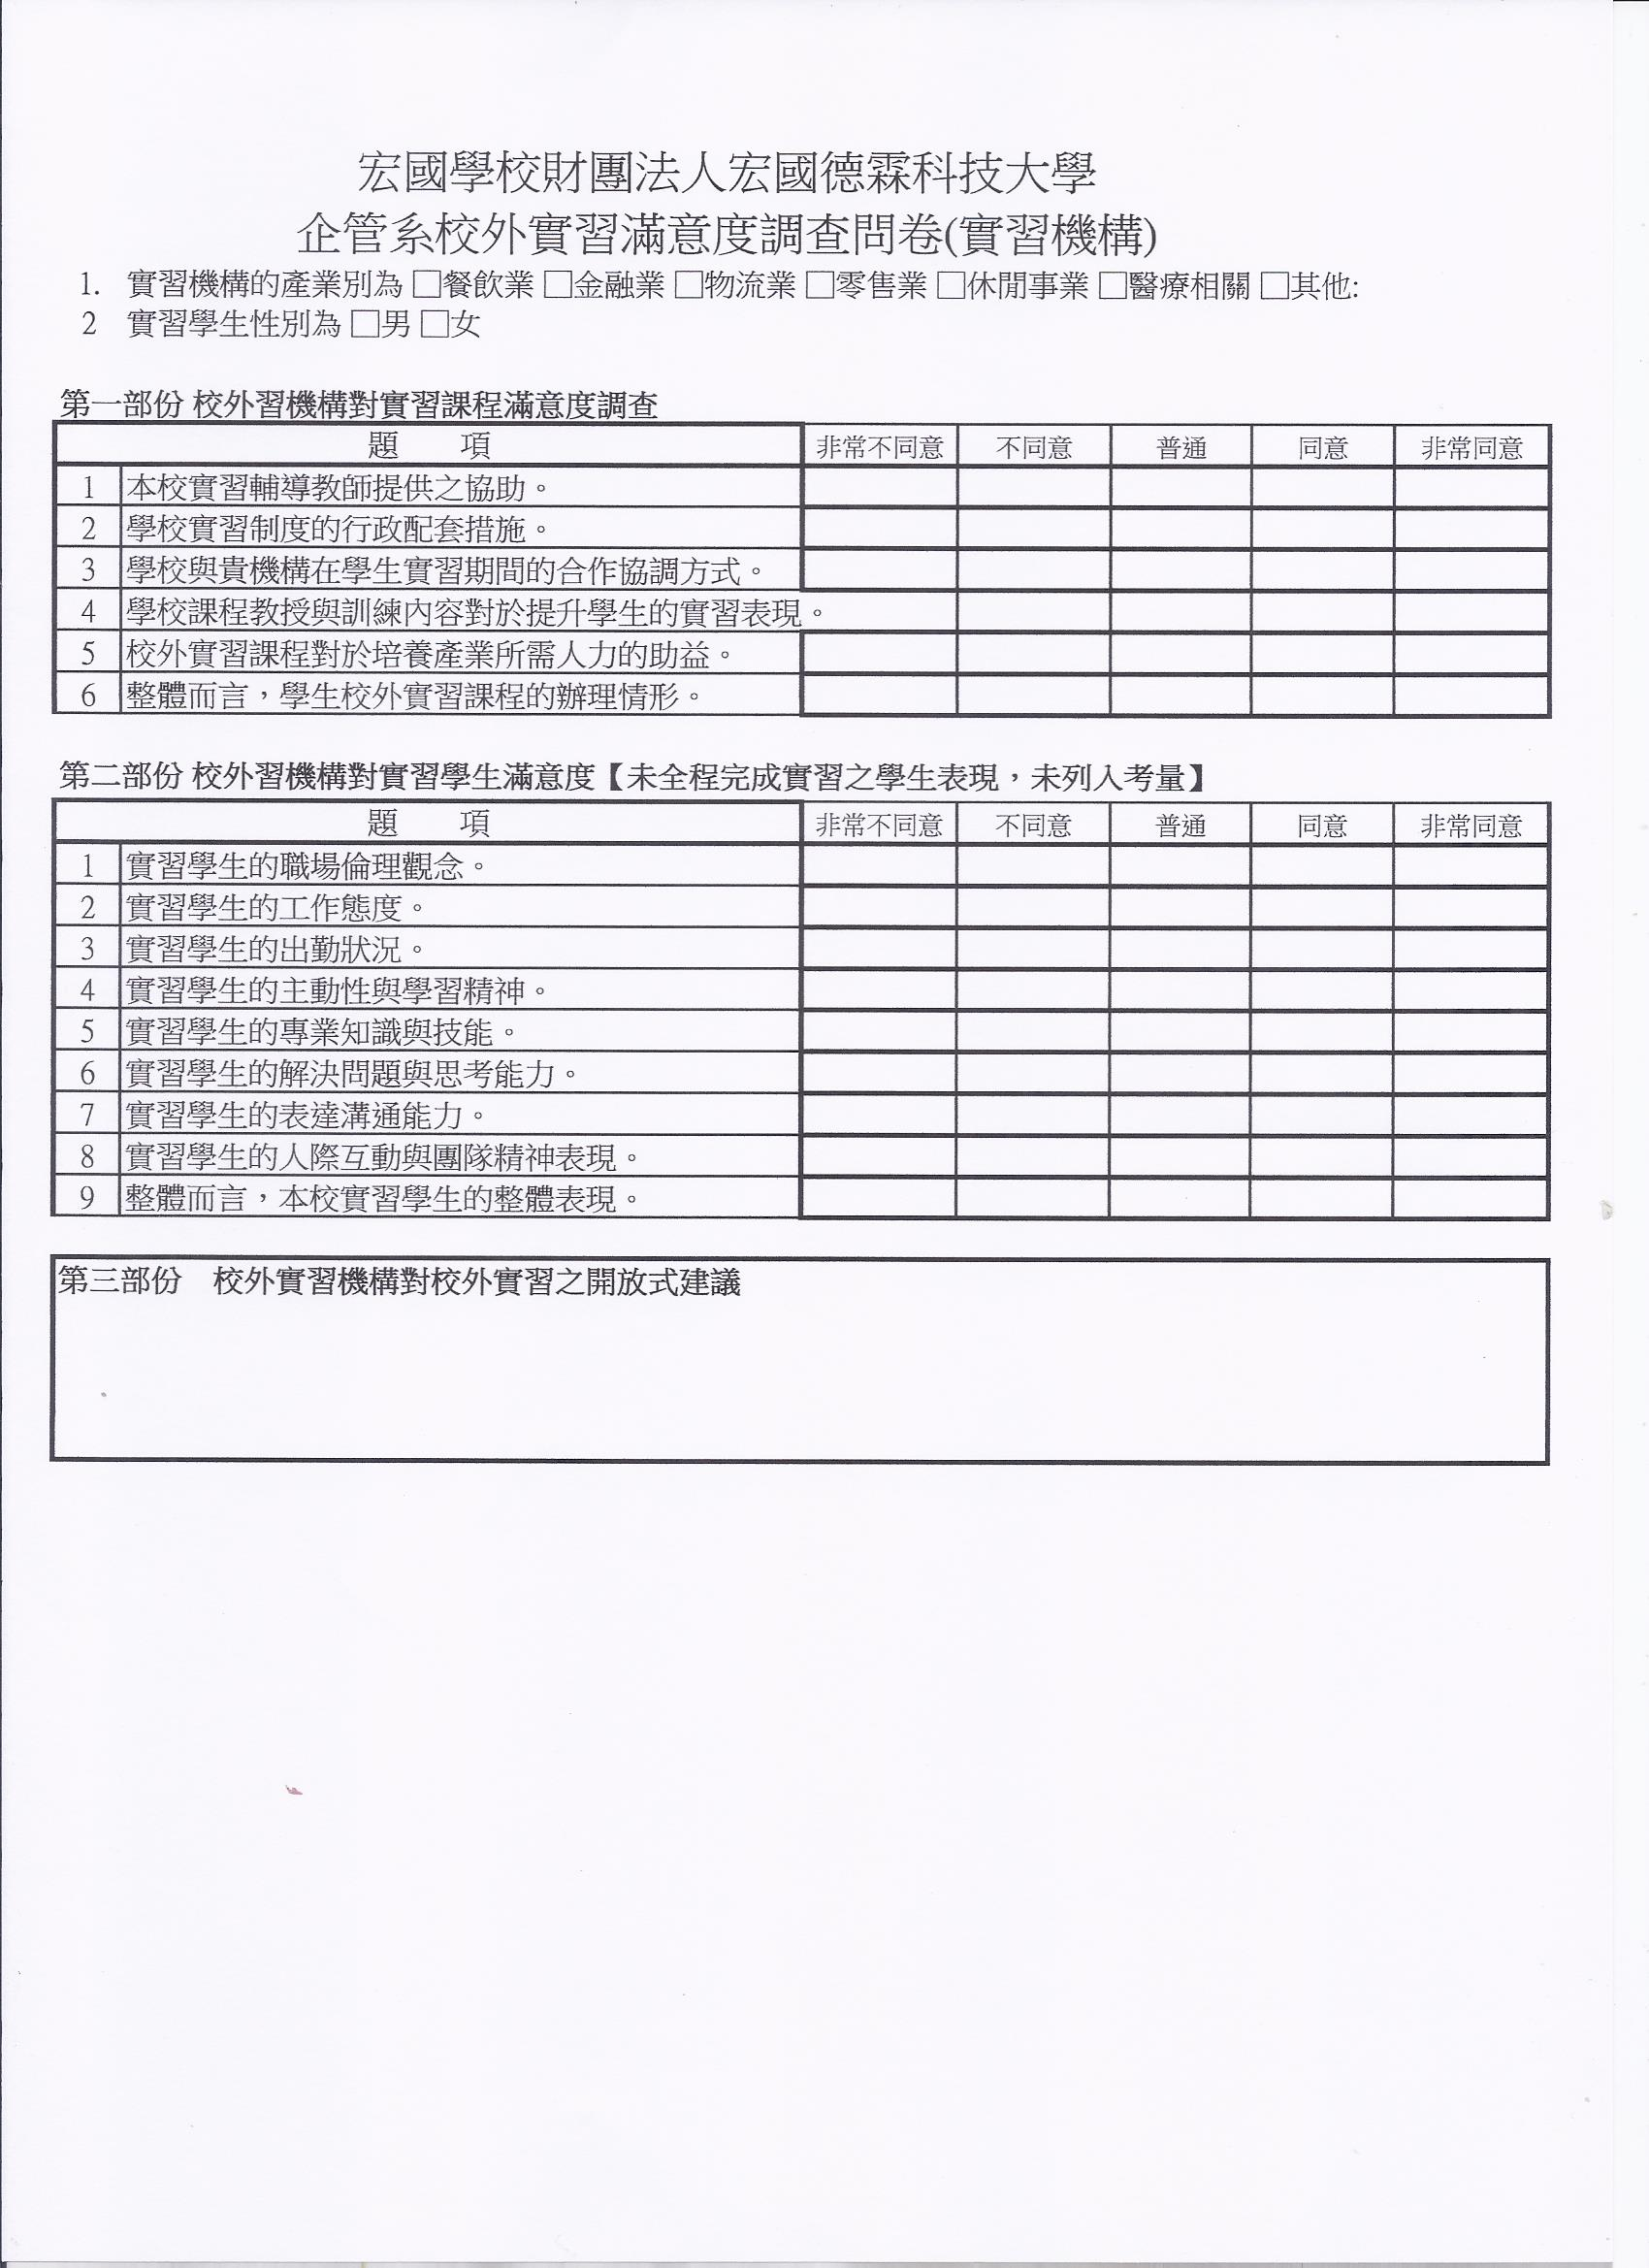 宏國學校財團法人宏國德霖科技大學
企管系校外實習滿意度調查問卷(實習機構)
1. 實習機構的產業別為 □餐飲業 □金融業 □物流業 □零售業 □休閒事業 □醫療相關 □其他:
2 實習學生性別為 □男 □女
第一部份 校外習機構對實習課程滿意度調查
題 項 非常不同意 不同意 普通 同意 非常同意
1 本校實習輔導教師提供之協助。
2 學校實習制度的行政配套措施。
3 學校與貴機構在學生實習期間的合作協調方式。
4 學校課程教授與訓練內容對於提升學生的實習表現。
5 校外實習課程對於培養產業所需人力的助益。
6 整體而言，學生校外實習課程的辦理情形。
第二部份 校外習機構對實習學生滿意度【未全程完成實習之學生表現，未列入考量】
題 項 非常不同意 不同意 普通 同意 非常同意
1 實習學生的職場倫理觀念。
2 實習學生的工作態度。
3 實習學生的出勤狀況。
4 實習學生的主動性與學習精神。
5 實習學生的專業知識與技能。
6 實習學生的解決問題與思考能力。
7 實習學生的表達溝通能力。
8 實習學生的人際互動與團隊精神表現。
9 整體而言，本校實習學生的整體表現。
第三部份 校外實習機構對校外實習之開放式建議